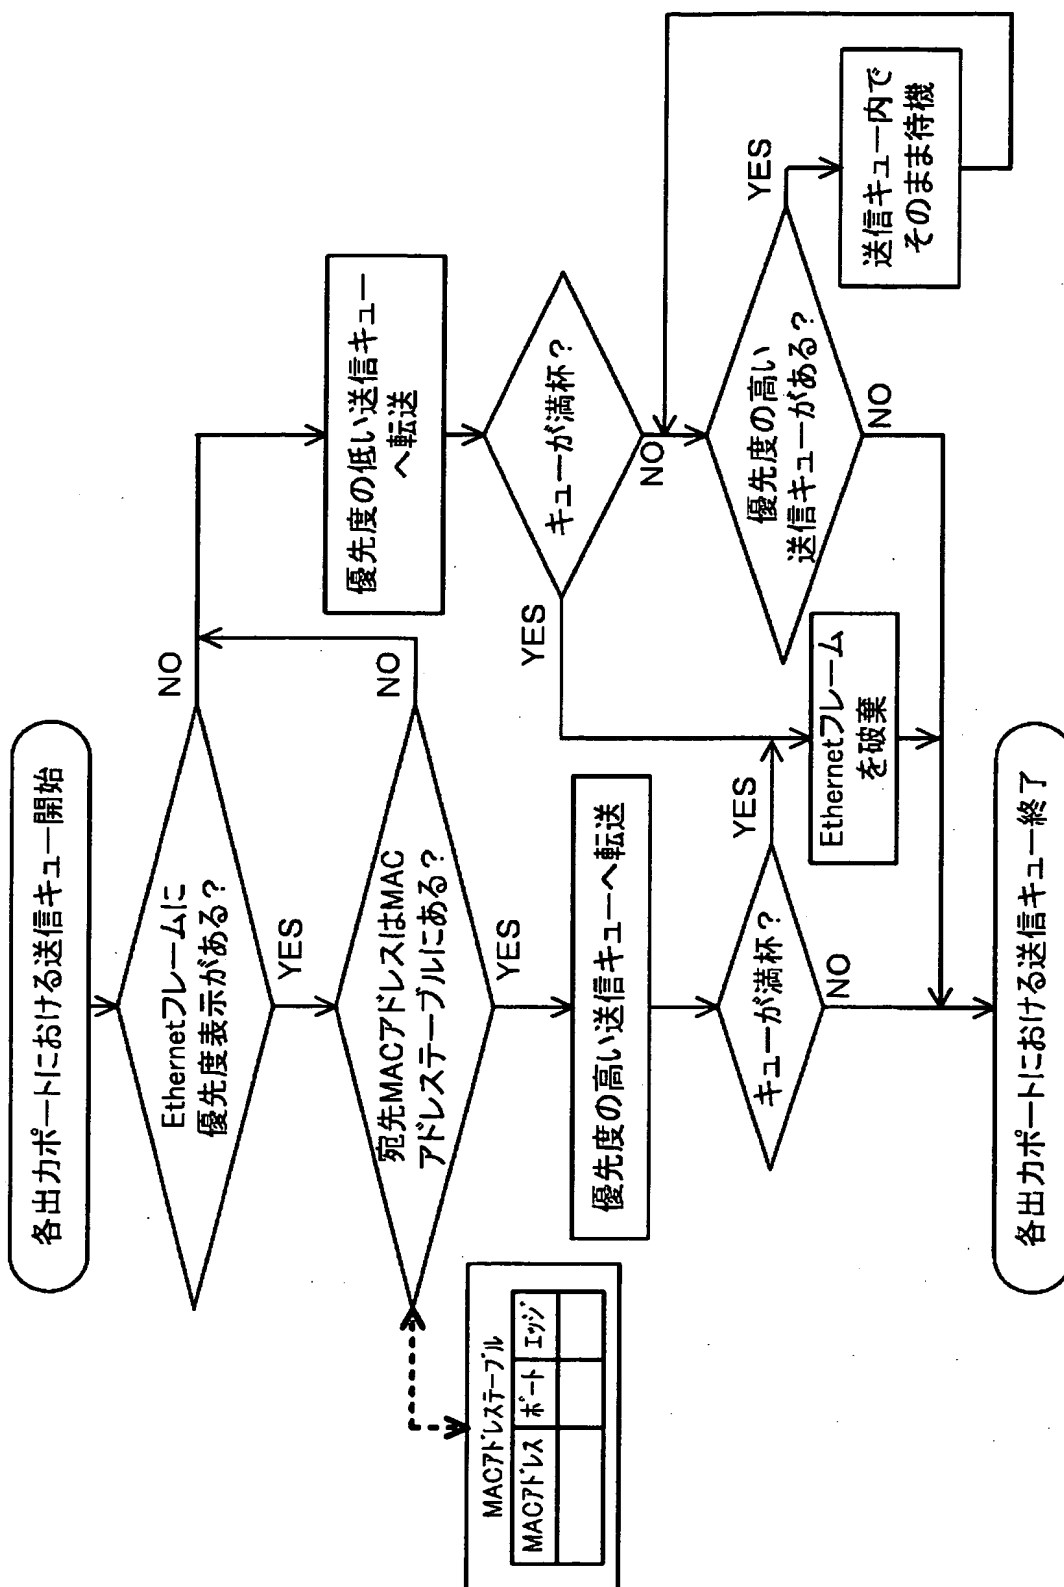 各出力ポートにおける送信キュー開始
Ethernetフレームに
優先度表示がある?
NO
YES
宛先MACアドレスはMAC
アドレステーブルにある?
NO
YES
MACアドレステーブル
MACアドレス
ポート
エッジ
優先度の高い送信キューへ転送
キューが満杯?
YES
NO
優先度の低い送信キュー
へ転送
キューが満杯?
YES
NO
優先度の高い
送信キューがある?
YES
NO
送信キュー内で
そのまま待機
Ethernetフレーム
を破棄
各出力ポートにおける送信キュー終了